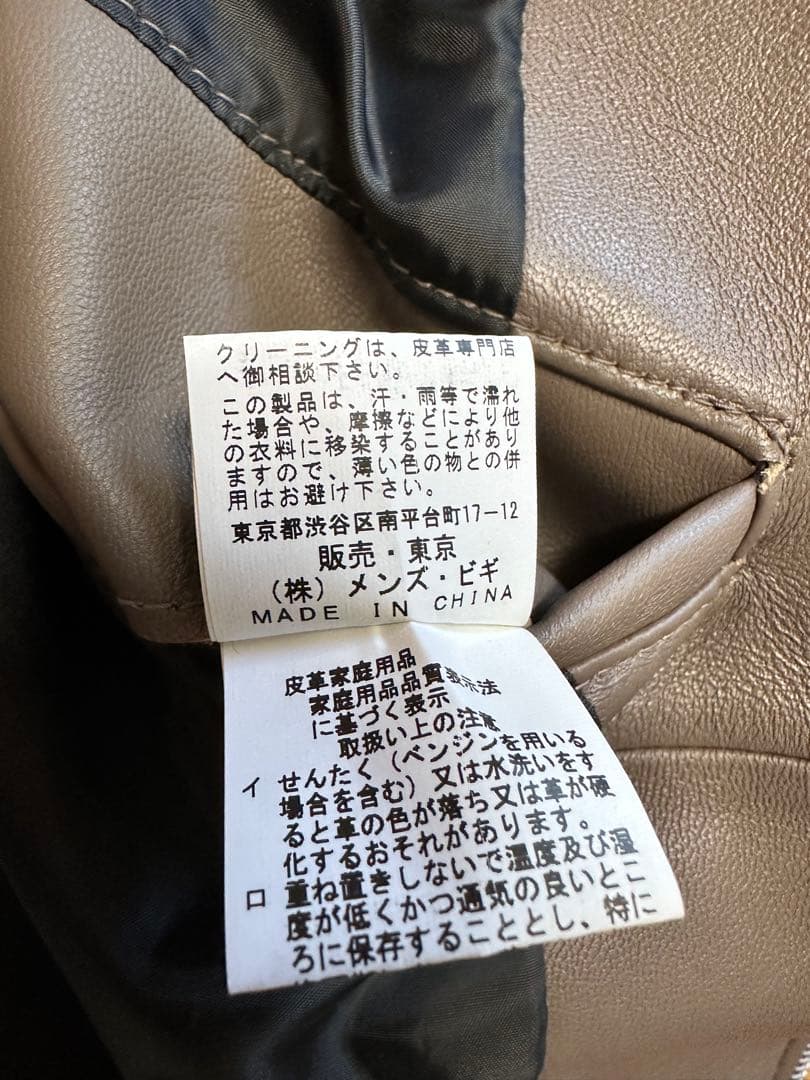 クリーニングは、皮革専門店
へ御相談下さい。
この製品は、汗・雨等で濡れ
た場合や、摩擦などにより他
の衣料に移染することがあり
ますので、薄い色の物との併
用はお避け下さい。
東京都渋谷区南平台町17-12
販売・東京
(株) メンズ・ビギ
MADE IN CHINA
皮革家庭用品
家庭用品品質表示法
に基づく表示
取扱い上の注意
イ せんたく(ベンジンを用いる
場合を含む)又は水洗いをす
ると革の色が落ち又は革が硬
化するおそれがあります。
ロ 重ね置きしないで温度及び湿
度が低くかつ通気の良いとこ
ろに保存することとし、特に